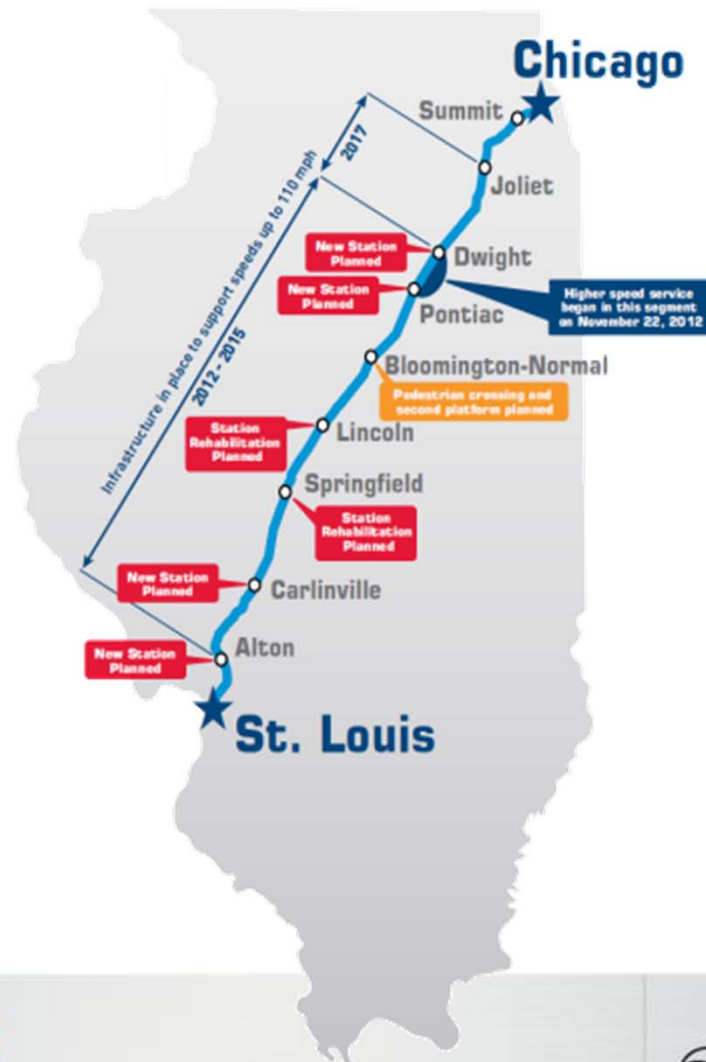 Chicago
Summit
2017
Joliet
Infrastructure in place to support speeds up to 110 mph
2012 - 2015
New Station
Planned
Dwight
New Station
Planned
Pontiac
Higher speed service
began in this segment
on November 22, 2012
Bloomington-Normal
Pedestrian crossing and
second platform planned
Station
Rehabilitation
Planned
Lincoln
Springfield
Station
Rehabilitation
Planned
New Station
Planned
Carlinville
New Station
Planned
Alton
St. Louis